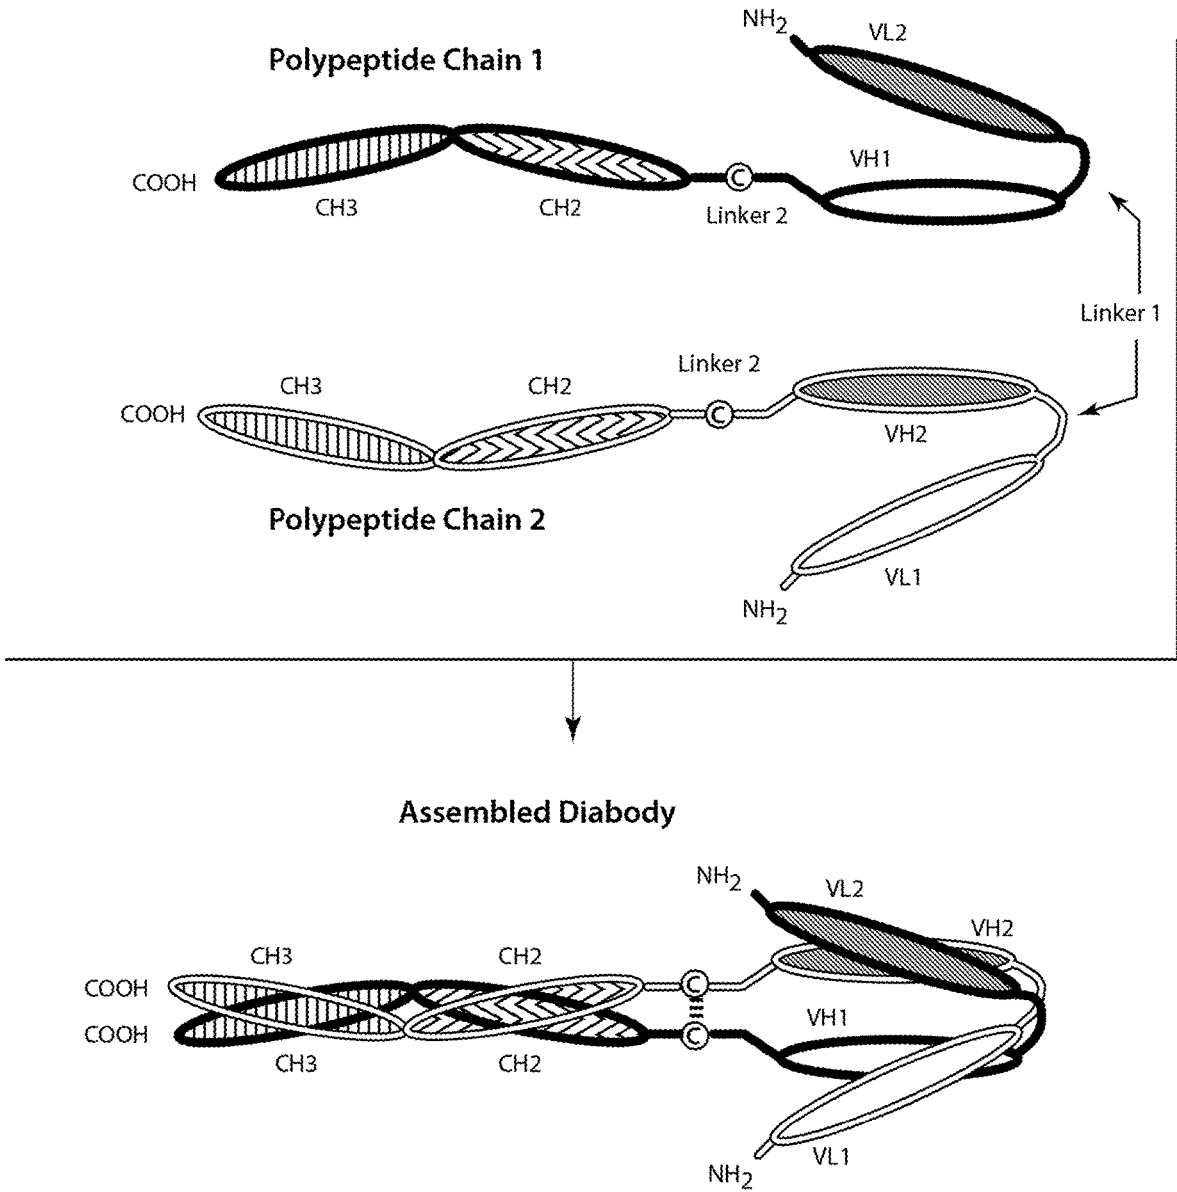 NH2
VL2
Polypeptide Chain 1
VH1
COOH
C
CH3
CH2
Linker 2
Linker 1
Linker 2
CH3
CH2
COOH
C
VH2
Polypeptide Chain 2
VL1
NH2
Assembled Diabody
NH2
VL2
VH2
CH3
CH2
COOH
C
VH1
COOH
C
CH3
CH2
VL1
NH2